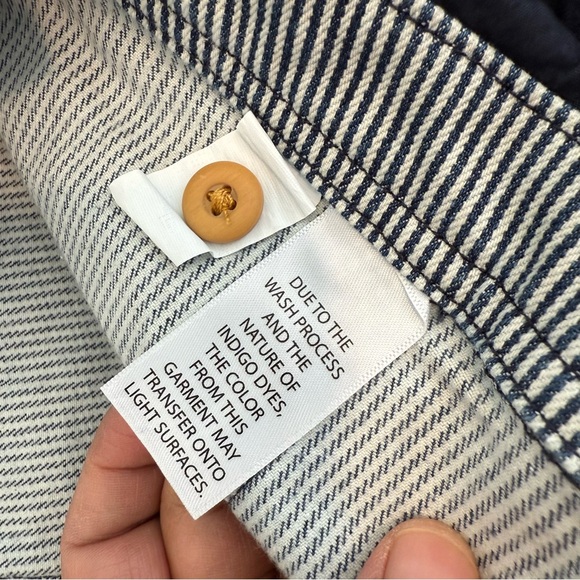 DUE TO THE
WASH PROCESS
AND THE
NATURE OF
INDIGO DYES,
THE COLOR
FROM THIS
GARMENT MAY
TRANSFER ONTO
LIGHT SURFACES.